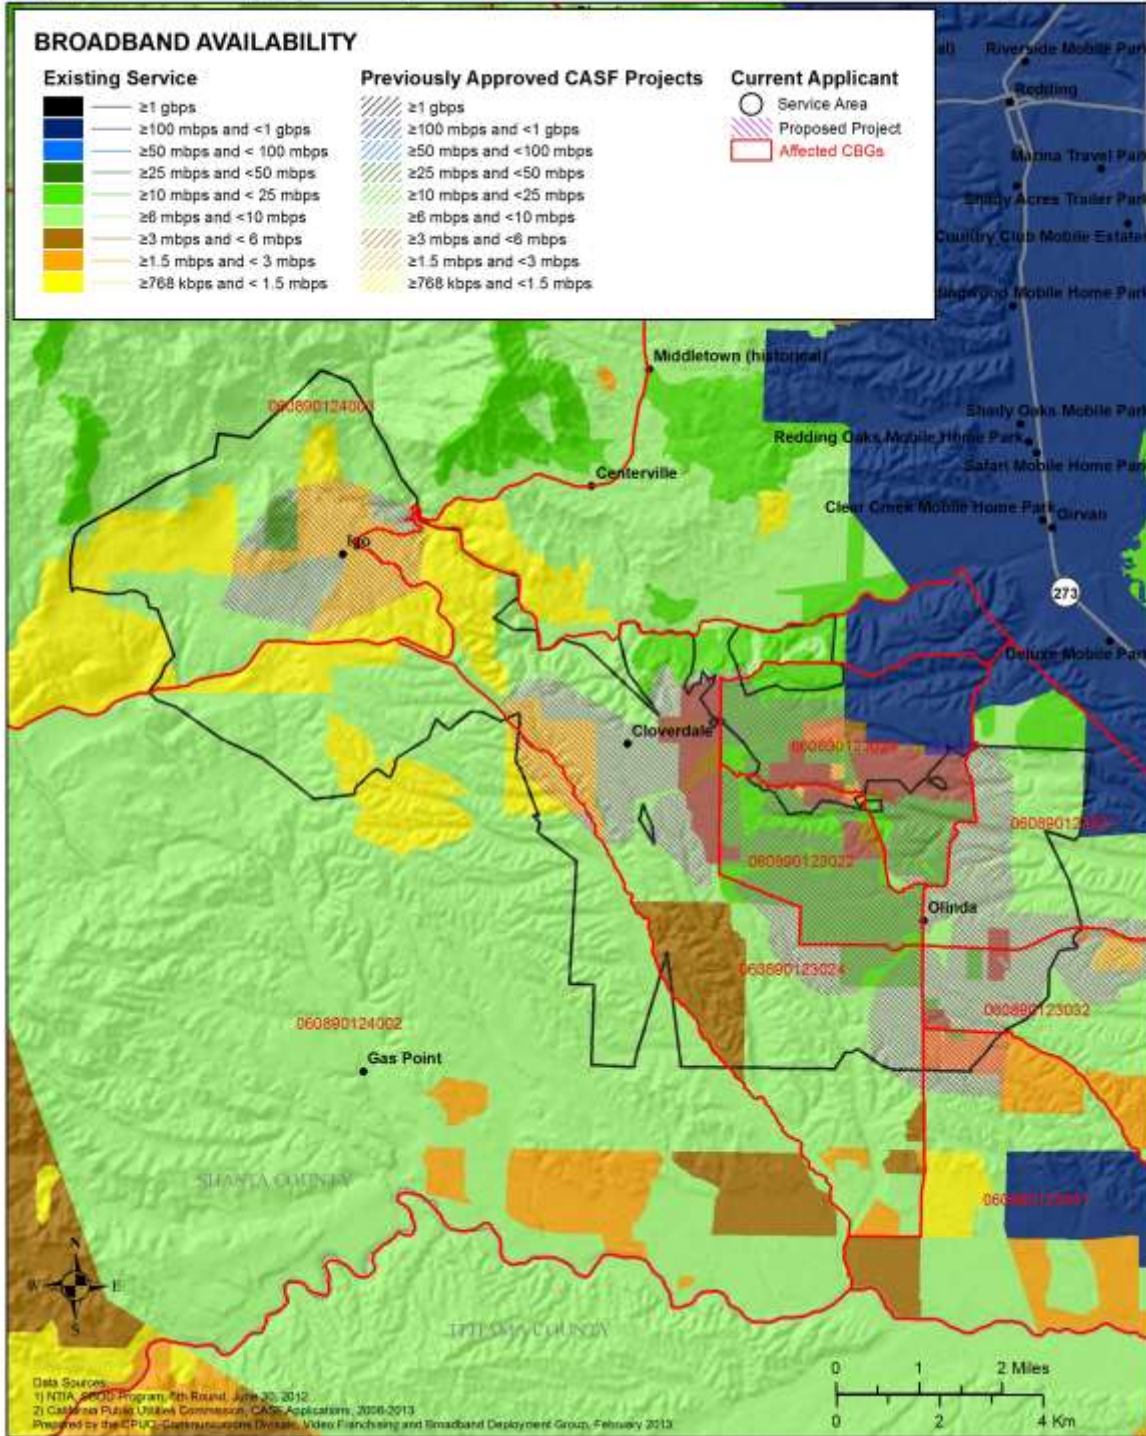 BROADBAND AVAILABILITY
Existing Service
≥1 gbps
≥100 mbps and <1 gbps
≥50 mbps and < 100 mbps
≥25 mbps and <50 mbps
≥10 mbps and < 25 mbps
≥6 mbps and <10 mbps
≥3 mbps and < 6 mbps
≥1.5 mbps and < 3 mbps
≥768 kbps and < 1.5 mbps
Previously Approved CASF Projects
≥1 gbps
≥100 mbps and <1 gbps
≥50 mbps and <100 mbps
≥25 mbps and <50 mbps
≥10 mbps and <25 mbps
≥6 mbps and <10 mbps
≥3 mbps and <6 mbps
≥1.5 mbps and <3 mbps
≥768 kbps and <1.5 mbps
Current Applicant
Service Area
Proposed Project
Affected CBGs
Riverside Mobile Park
Redding
Marina Travel Park
Shady Acres Trailer Park
Country Club Mobile Estates
Mobile Home Park
Middletown (historical)
060890124003
Shady Oaks Mobile Park
Redding Oaks Mobile Home Park
Safari Mobile Home Park
Centerville
Clear Creek Mobile Home Park
Girvan
Igo
273
Deluxe Mobile Park
Cloverdale
060890123022
Olinda
060890123024
060890123032
060890124002
Gas Point
SHASTA COUNTY
TEHAMA COUNTY
N
W
E
S
0 1 2 Miles
0 2 4 Km
Data Sources:
1) NTIA, SBDD Program, 6th Round, June 30, 2012
2) California Public Utilities Commission, CASF Applications, 2008-2013
Prepared by the CPUC, Communications Division, Video Franchising and Broadband Deployment Group, February 2013